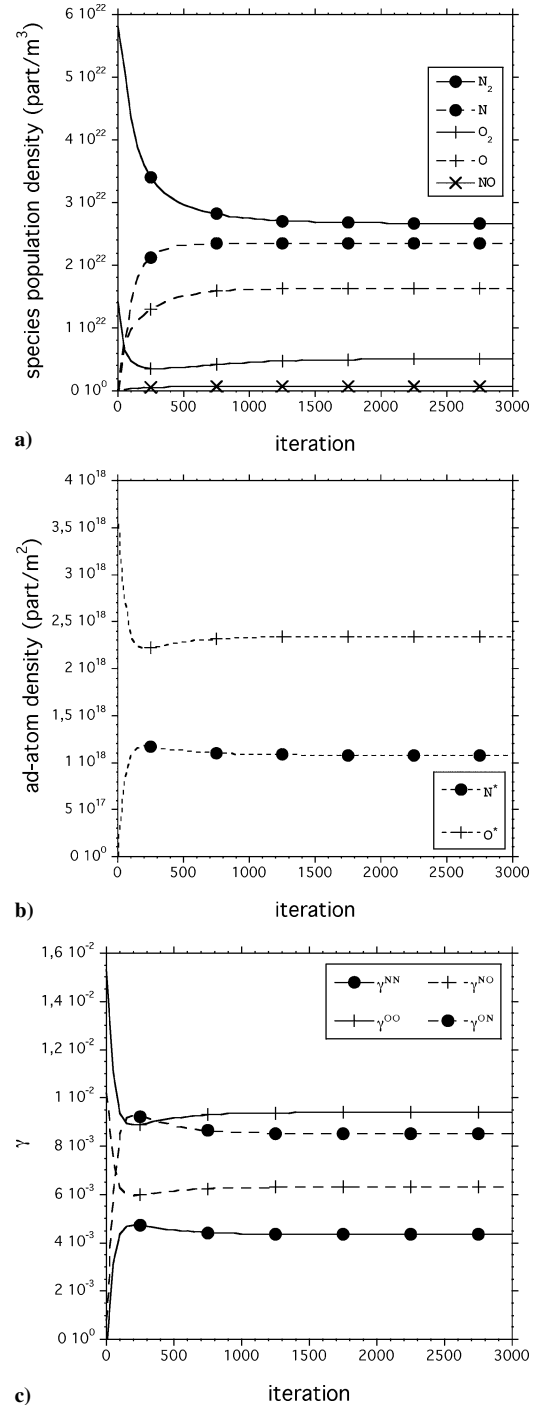 species population density (part/m³)
6 10²²
5 10²²
4 10²²
3 10²²
2 10²²
1 10²²
0 10⁰
N₂
N
O₂
O
NO
0 500 1000 1500 2000 2500 3000
iteration
a)
ad-atom density (part/m²)
4 10¹⁸
3,5 10¹⁸
3 10¹⁸
2,5 10¹⁸
2 10¹⁸
1,5 10¹⁸
1 10¹⁸
5 10¹⁷
0 10⁰
N*
O*
0 500 1000 1500 2000 2500 3000
iteration
b)
γ
1,6 10⁻²
1,4 10⁻²
1,2 10⁻²
1 10⁻²
8 10⁻³
6 10⁻³
4 10⁻³
2 10⁻³
0 10⁰
γᴺᴺ γᴺᴼ
γᴼᴼ γᴼᴺ
0 500 1000 1500 2000 2500 3000
iteration
c)